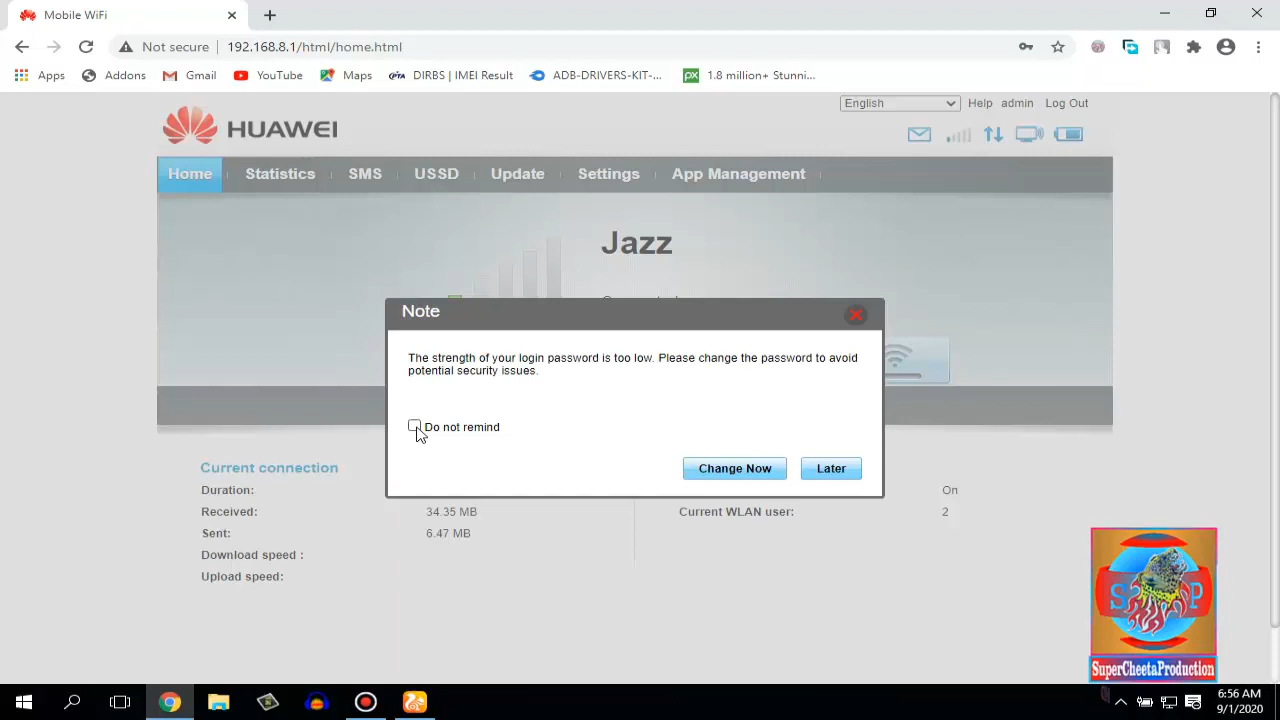 Mobile WiFi
Not secure 192.168.8.1/html/home.html
Apps Addons Gmail YouTube Maps DIRBS | IMEI Result ADB-DRIVERS-KIT-... 1.8 million+ Stunni...
English Help admin Log Out
HUAWEI
Home Statistics SMS USSD Update Settings App Management
Jazz
Note
The strength of your login password is too low. Please change the password to avoid
potential security issues.
Do not remind
Change Now Later
Current connection
Duration: On
Received: 34.35 MB Current WLAN user: 2
Sent: 6.47 MB
Download speed :
Upload speed:
S P
SuperCheetaProduction
6:56 AM
9/1/2020